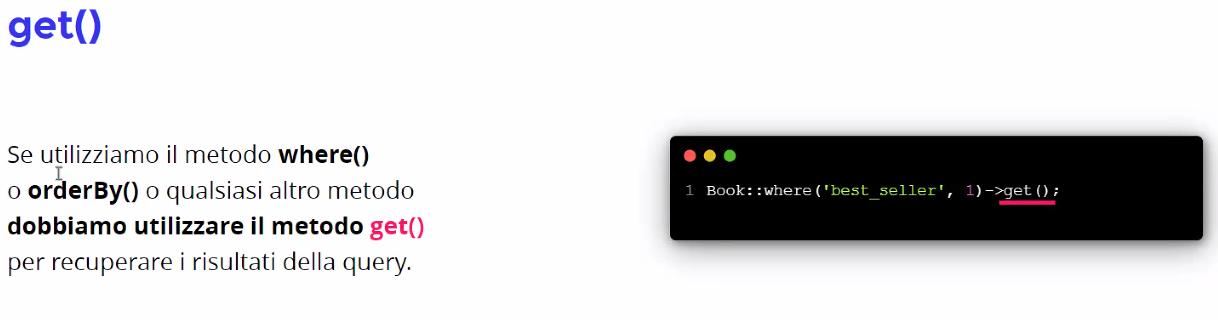 get()
Se utilizziamo il metodo where()
o orderBy() o qualsiasi altro metodo
dobbiamo utilizzare il metodo get()
per recuperare i risultati della query.
1 Book::where('best_seller', 1)->get();